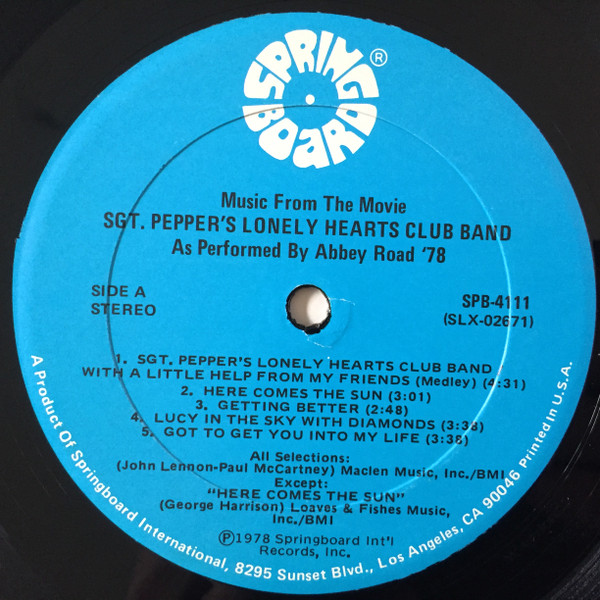 SPRING
BOARD®
Music From The Movie
SGT. PEPPER'S LONELY HEARTS CLUB BAND
As Performed By Abbey Road '78
SIDE A
STEREO
SPB-4111
(SLX-02671)
1. SGT. PEPPER'S LONELY HEARTS CLUB BAND
WITH A LITTLE HELP FROM MY FRIENDS (Medley) (4:31)
2. HERE COMES THE SUN (3:01)
3. GETTING BETTER (2:48)
4. LUCY IN THE SKY WITH DIAMONDS (3:38)
5. GOT TO GET YOU INTO MY LIFE (3:36)
All Selections:
(John Lennon-Paul McCartney) Maclen Music, Inc./BMI
Except:
"HERE COMES THE SUN"
(George Harrison) Loaves & Fishes Music,
Inc./BMI
℗1978 Springboard Int'l
Records, Inc.
A Product Of Springboard International, 8295 Sunset Blvd., Los Angeles, CA 90046 Printed In U.S.A.